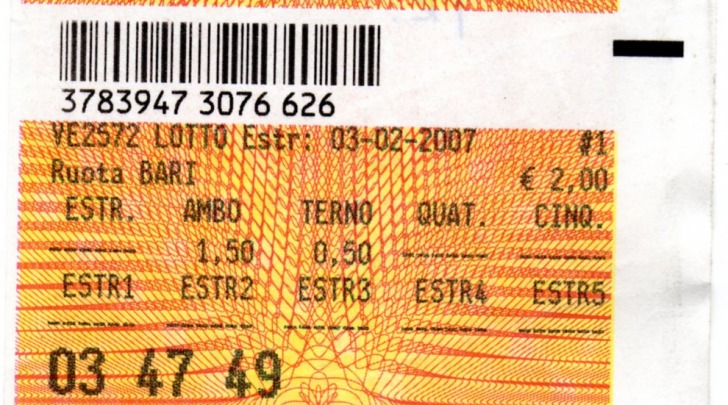 3783947 3076 626
VE2572 LOTTO Estr: 03-02-2007 #1
Ruota BARI € 2,00
ESTR. AMBO TERNO QUAT. CINQ.
----- 1,50 0,50 ----- -----
ESTR1 ESTR2 ESTR3 ESTR4 ESTR5
----- ----- ----- ----- -----
03 47 49